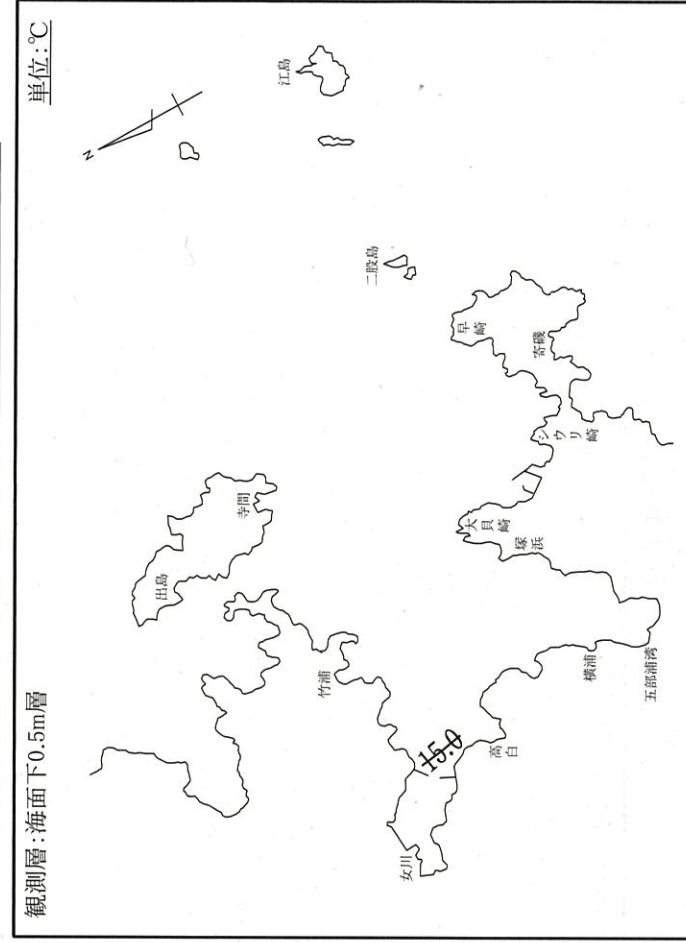 観測層:海面下0.5m層
単位:℃
N
江島
二股島
早崎
寄磯
シウリ崎
寺間
出島
大貝崎
塚浜
竹浦
横浦
五部浦湾
15.0
高白
女川